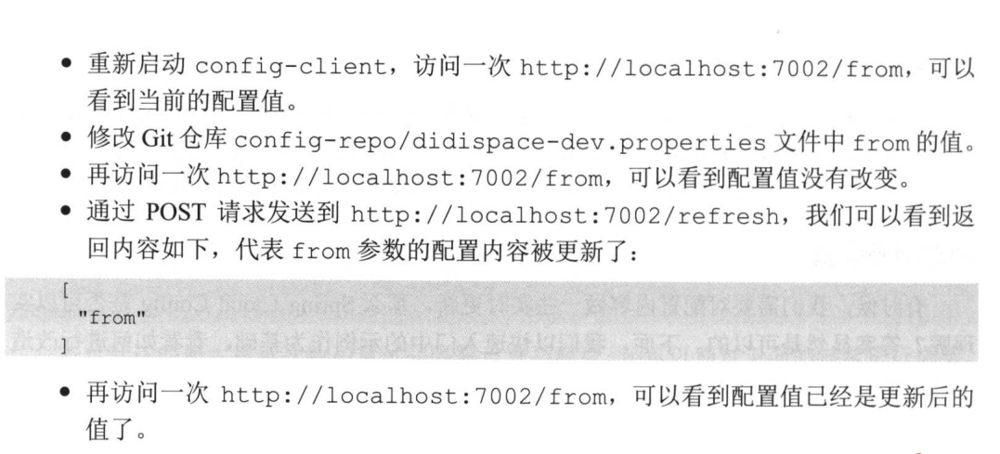 ● 重新启动 config-client，访问一次 http://localhost:7002/from，可以
看到当前的配置值。
● 修改 Git 仓库 config-repo/didispace-dev.properties 文件中 from 的值。
● 再访问一次 http://localhost:7002/from，可以看到配置值没有改变。
● 通过 POST 请求发送到 http://localhost:7002/refresh，我们可以看到返
回内容如下，代表 from 参数的配置内容被更新了：
[
"from"
]
● 再访问一次 http://localhost:7002/from，可以看到配置值已经是更新后的
值了。